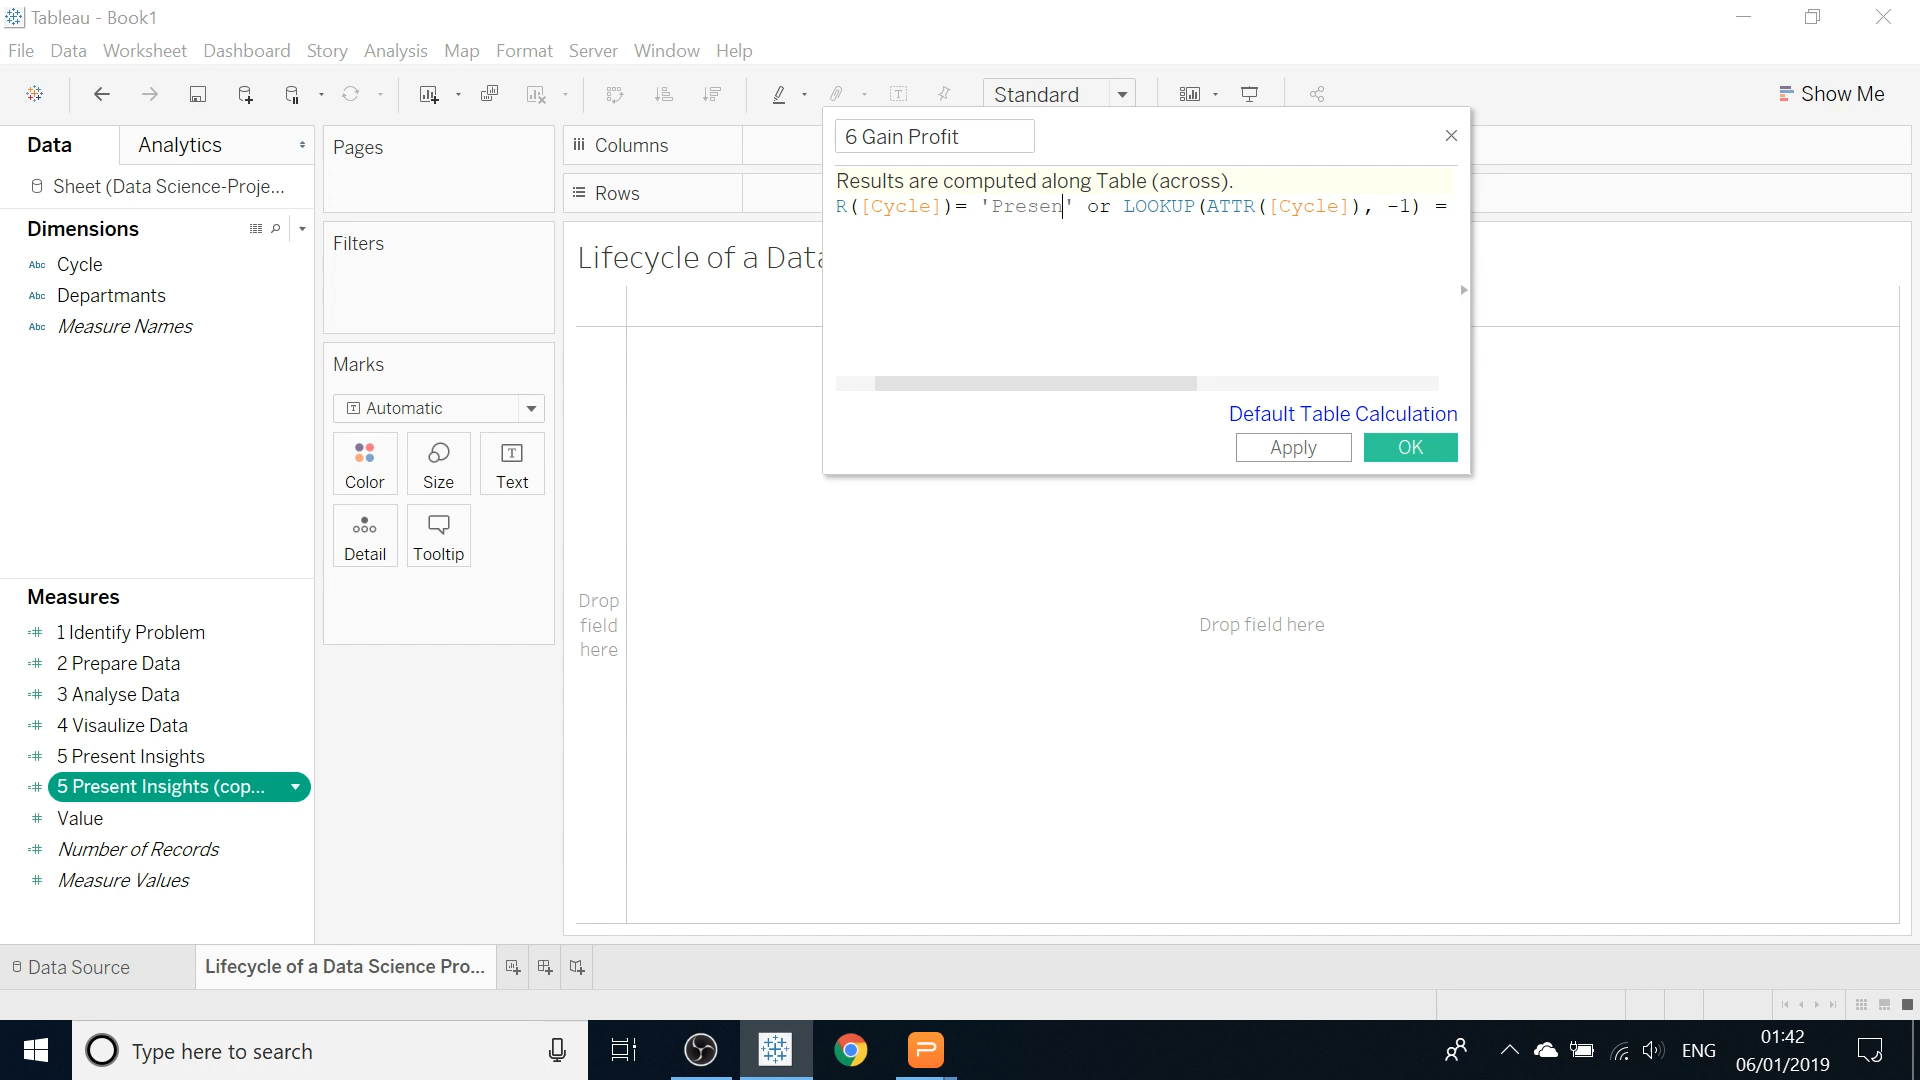 Tableau - Book1
File Data Worksheet Dashboard Story Analysis Map Format Server Window Help
Standard
Show Me
Data
Analytics
Sheet (Data Science-Proje...
Dimensions
Abc Cycle
Abc Departmants
Abc Measure Names
Measures
1 Identify Problem
2 Prepare Data
3 Analyse Data
4 Visaulize Data
5 Present Insights
5 Present Insights (cop...
Value
Number of Records
Measure Values
Pages
Filters
Marks
Automatic
Color
Size
Text
Detail
Tooltip
Columns
Rows
Lifecycle of a Data
Drop
field
here
Drop field here
6 Gain Profit
Results are computed along Table (across).
R([Cycle])= 'Presen' or LOOKUP(ATTR([Cycle]), -1) =
Default Table Calculation
Apply
OK
Data Source
Lifecycle of a Data Science Pro...
Type here to search
ENG
01:42
06/01/2019